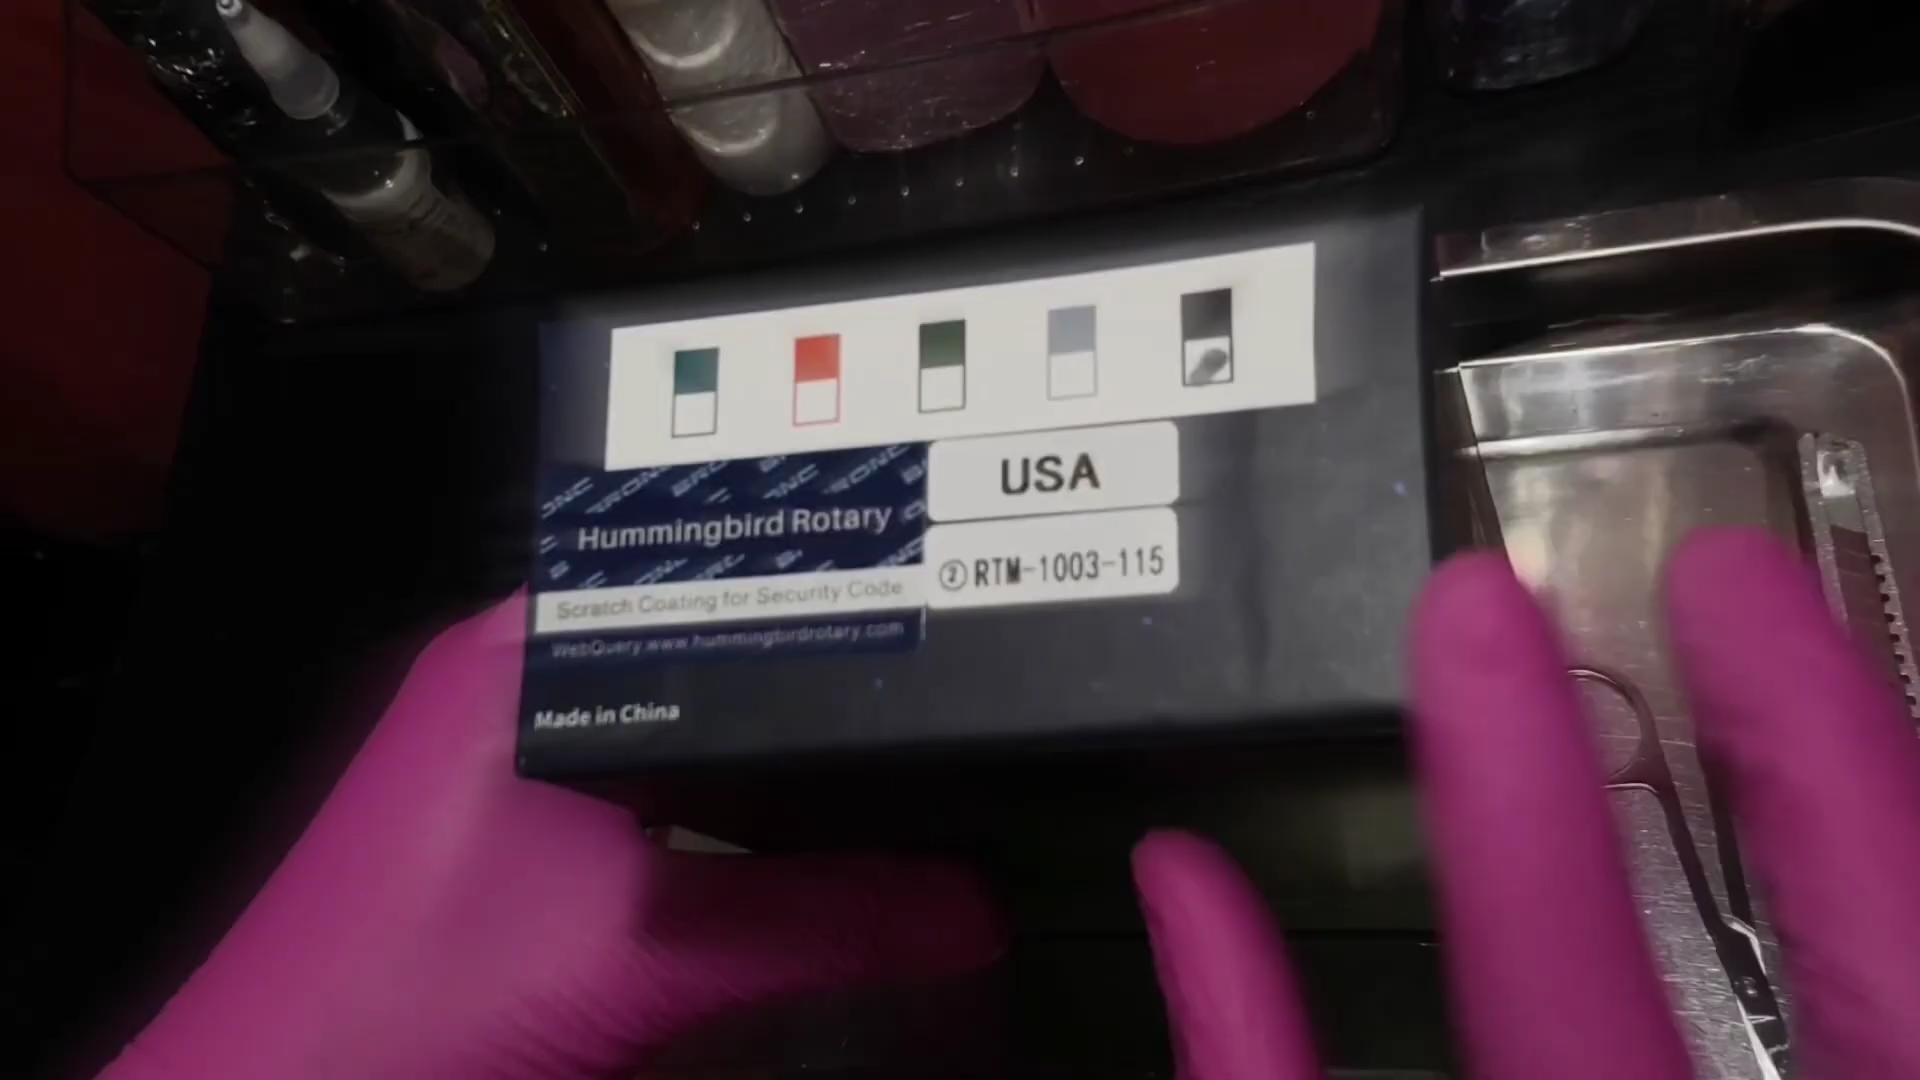 USA
Hummingbird Rotary
② RTM-1003-115
Scratch Coating for Security Code
WebQuery www.hummingbirdrotary.com
Made in China